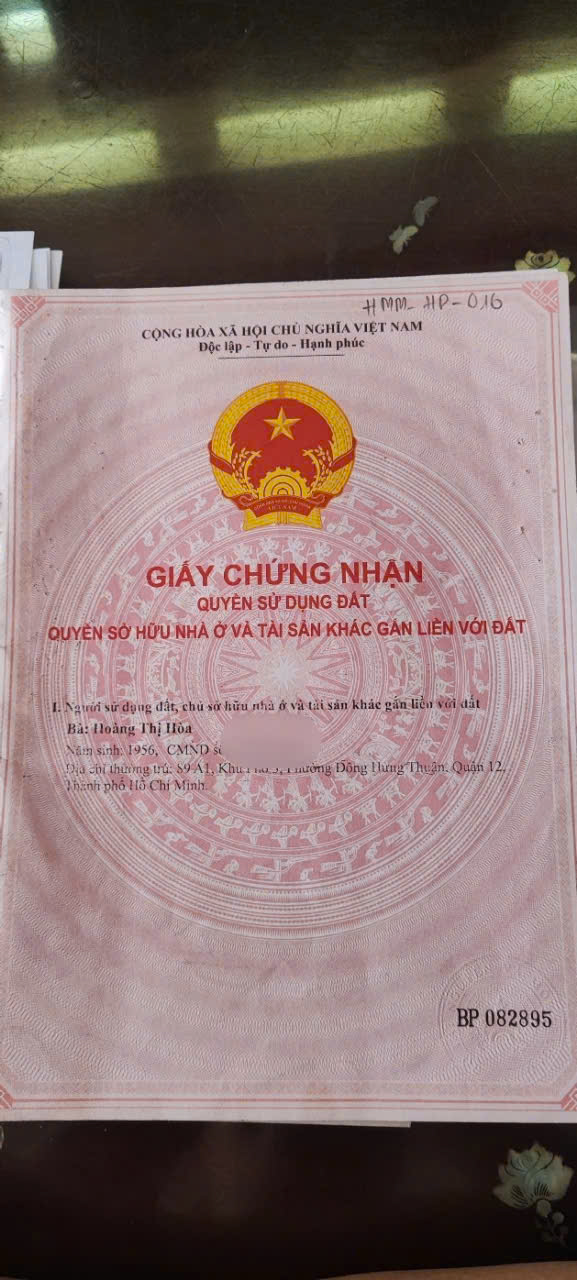 HMM-HD-016
CỘNG HÒA XÃ HỘI CHỦ NGHĨA VIỆT NAM
Độc lập - Tự do - Hạnh phúc
VIỆT NAM
GIẤY CHỨNG NHẬN
QUYỀN SỬ DỤNG ĐẤT
QUYỀN SỞ HỮU NHÀ Ở VÀ TÀI SẢN KHÁC GẮN LIỀN VỚI ĐẤT
I. Người sử dụng đất, chủ sở hữu nhà ở và tài sản khác gắn liền với đất
Bà: Hoàng Thị Hòa
Năm sinh: 1956, CMND
Địa chỉ thường trú: 89 A1, Khu Phường Đông Hưng Thuận, Quận 12,
Thành phố Hồ Chí Minh.
BP 082895